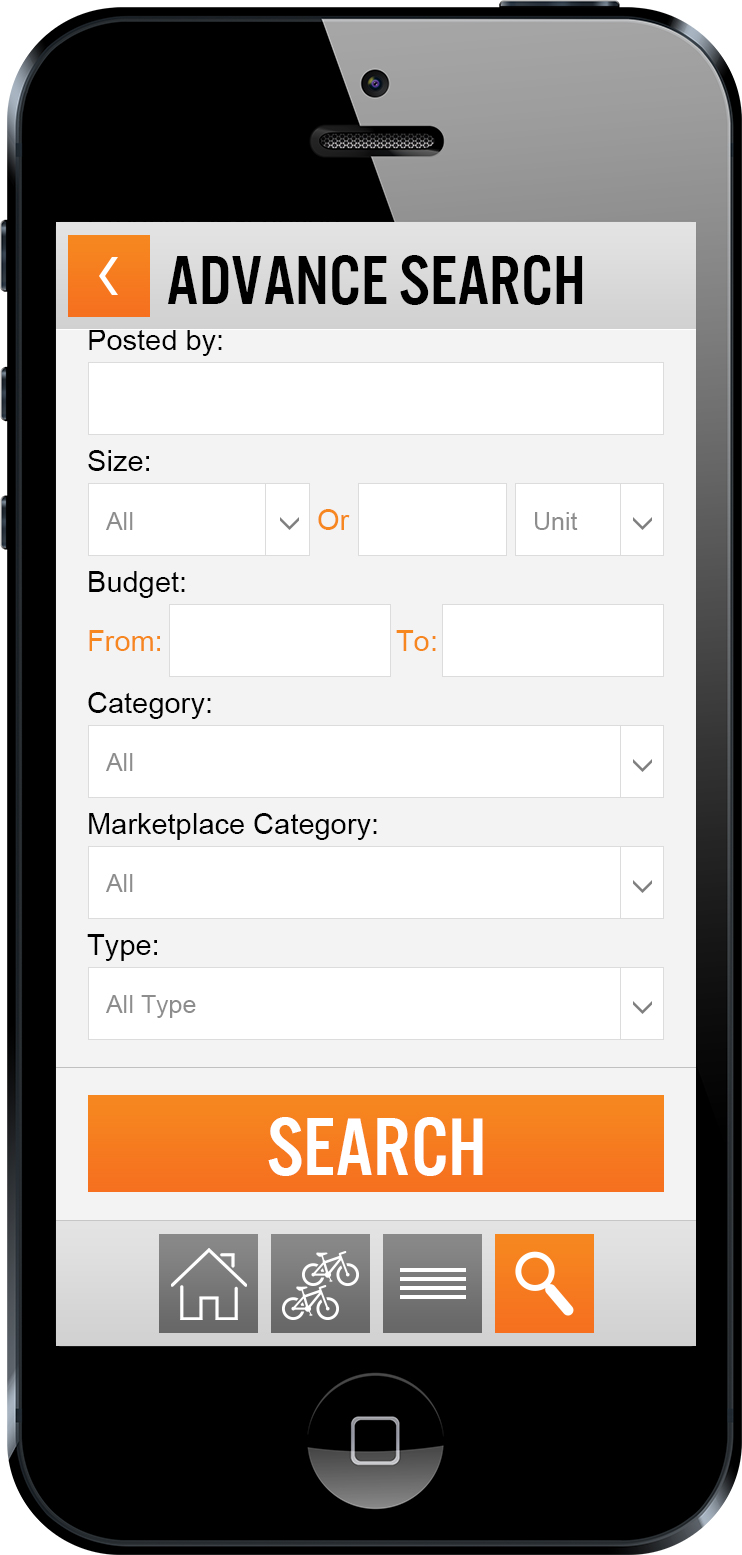 ADVANCE SEARCH
Posted by:
Size:
All Or Unit
Budget:
From: To:
Category:
All
Marketplace Category:
All
Type:
All Type
SEARCH